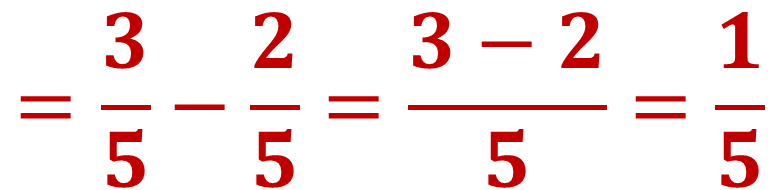 = 3/5 − 2/5 = (3 − 2)/5 = 1/5